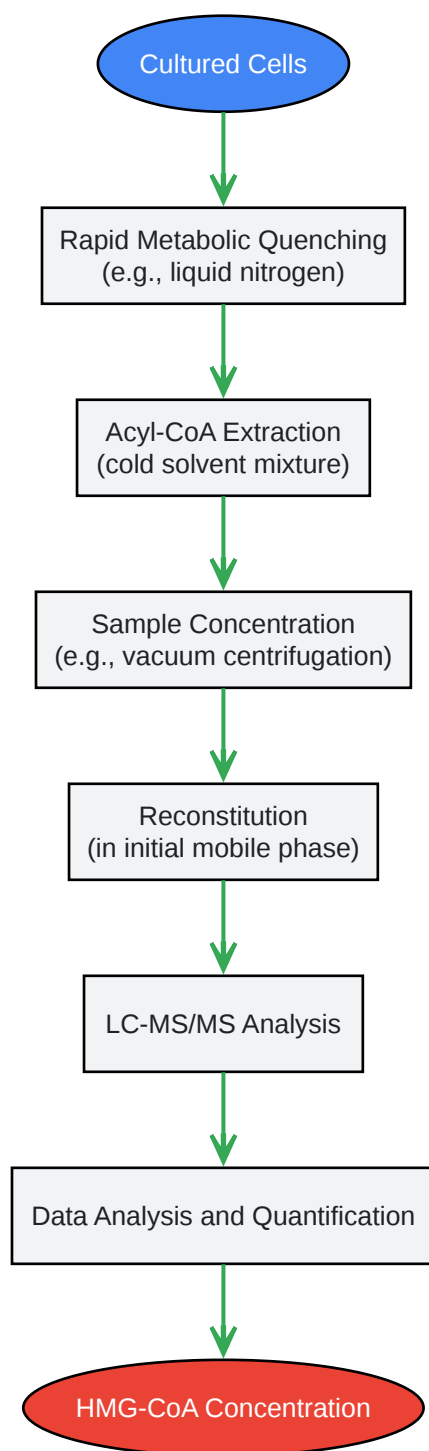 Cultured Cells
Rapid Metabolic Quenching
(e.g., liquid nitrogen)
Acyl-CoA Extraction
(cold solvent mixture)
Sample Concentration
(e.g., vacuum centrifugation)
Reconstitution
(in initial mobile phase)
LC-MS/MS Analysis
Data Analysis and Quantification
HMG-CoA Concentration